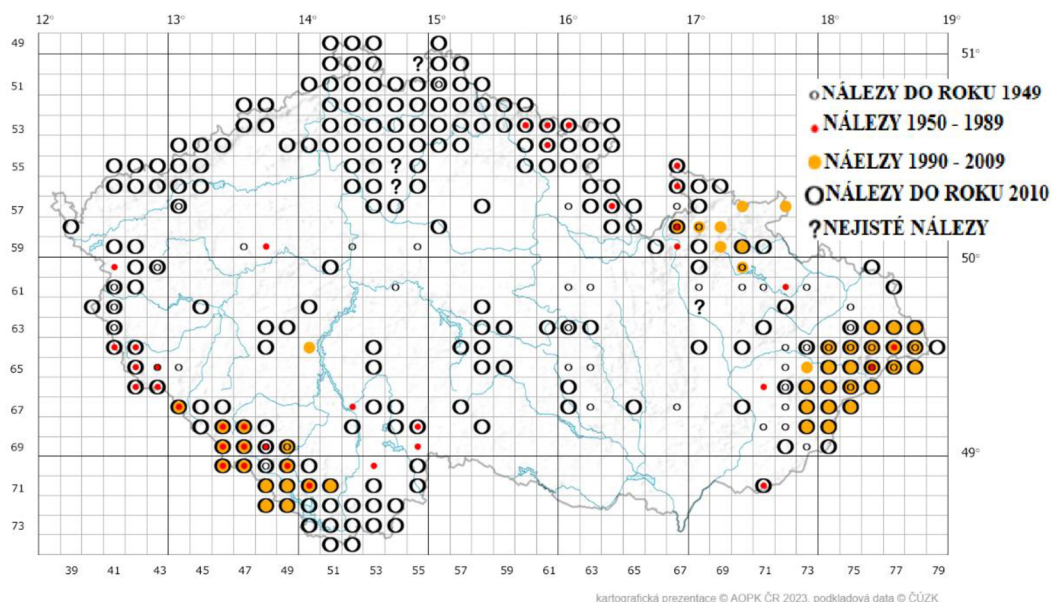 12° 13° 14° 15° 16° 17° 18° 19°
49
51°
51
53
55
57
59
50°
61
63
65
67
69
49°
71
73
NÁLEZY DO ROKU 1949
NÁLEZY 1950 - 1989
NÁELZY 1990 - 2009
NÁLEZY DO ROKU 2010
? NEJISTÉ NÁLEZY
?
?
?
?
39 41 43 45 47 49 51 53 55 57 59 61 63 65 67 69 71 73 75 77 79
kartografická prezentace © AOPK ČR 2023, podkladová data © ČÚZK